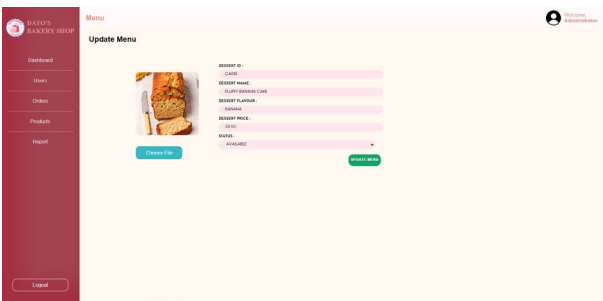 DATO'S
BAKERY SHOP
Dashboard
Users
Orders
Products
Report
Logout
Menu
Welcome,
Administrator
Update Menu
Choose File
DESSERT ID :
DESSERT NAME :
FLUFFY BANANA CAKE
DESSERT FLAVOUR :
BANANA
DESSERT PRICE :
STATUS :
AVAILABLE
UPDATE MENU